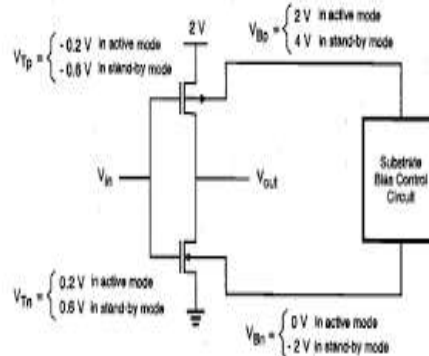 2 V
V_Tp = { - 0.2 V in active mode
- 0.6 V in stand-by mode
V_Bp = { 2 V in active mode
4 V in stand-by mode
V_in
V_out
Substrate
Bias Control
Circuit
V_Tn = { 0.2 V in active mode
0.6 V in stand-by mode
V_Bn = { 0 V in active mode
- 2 V in stand-by mode